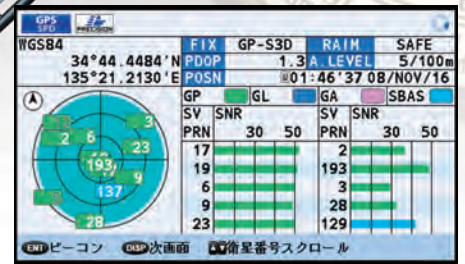 GPS
SPD
PRECISION
WGS84
34°44.4484'N
135°21.2130'E
FIX GP-S3D RAIM SAFE
PDOP 1.3 A.LEVEL 5/100m
POSN 01:46'37 08/NOV/16
GP GL GA SBAS
SV SNR SV SNR
PRN 30 50 PRN 30 50
17 2
19 193
6 3
9 28
23 129
3
2 6
23
193
9
137
28
ENT ビーコン DISP 次画面 ▲▼衛星番号スクロール